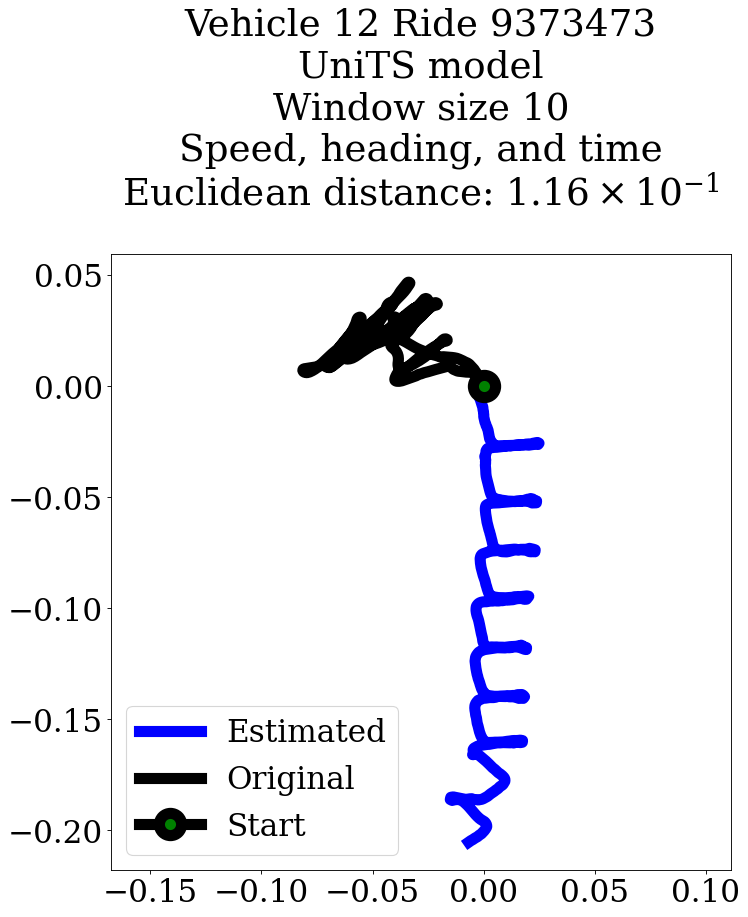 Vehicle 12 Ride 9373473
UniTS model
Window size 10
Speed, heading, and time
Euclidean distance: 1.16 × 10⁻¹
0.05
0.00
−0.05
−0.10
−0.15
−0.20
Estimated
Original
Start
−0.15 −0.10 −0.05 0.00 0.05 0.10